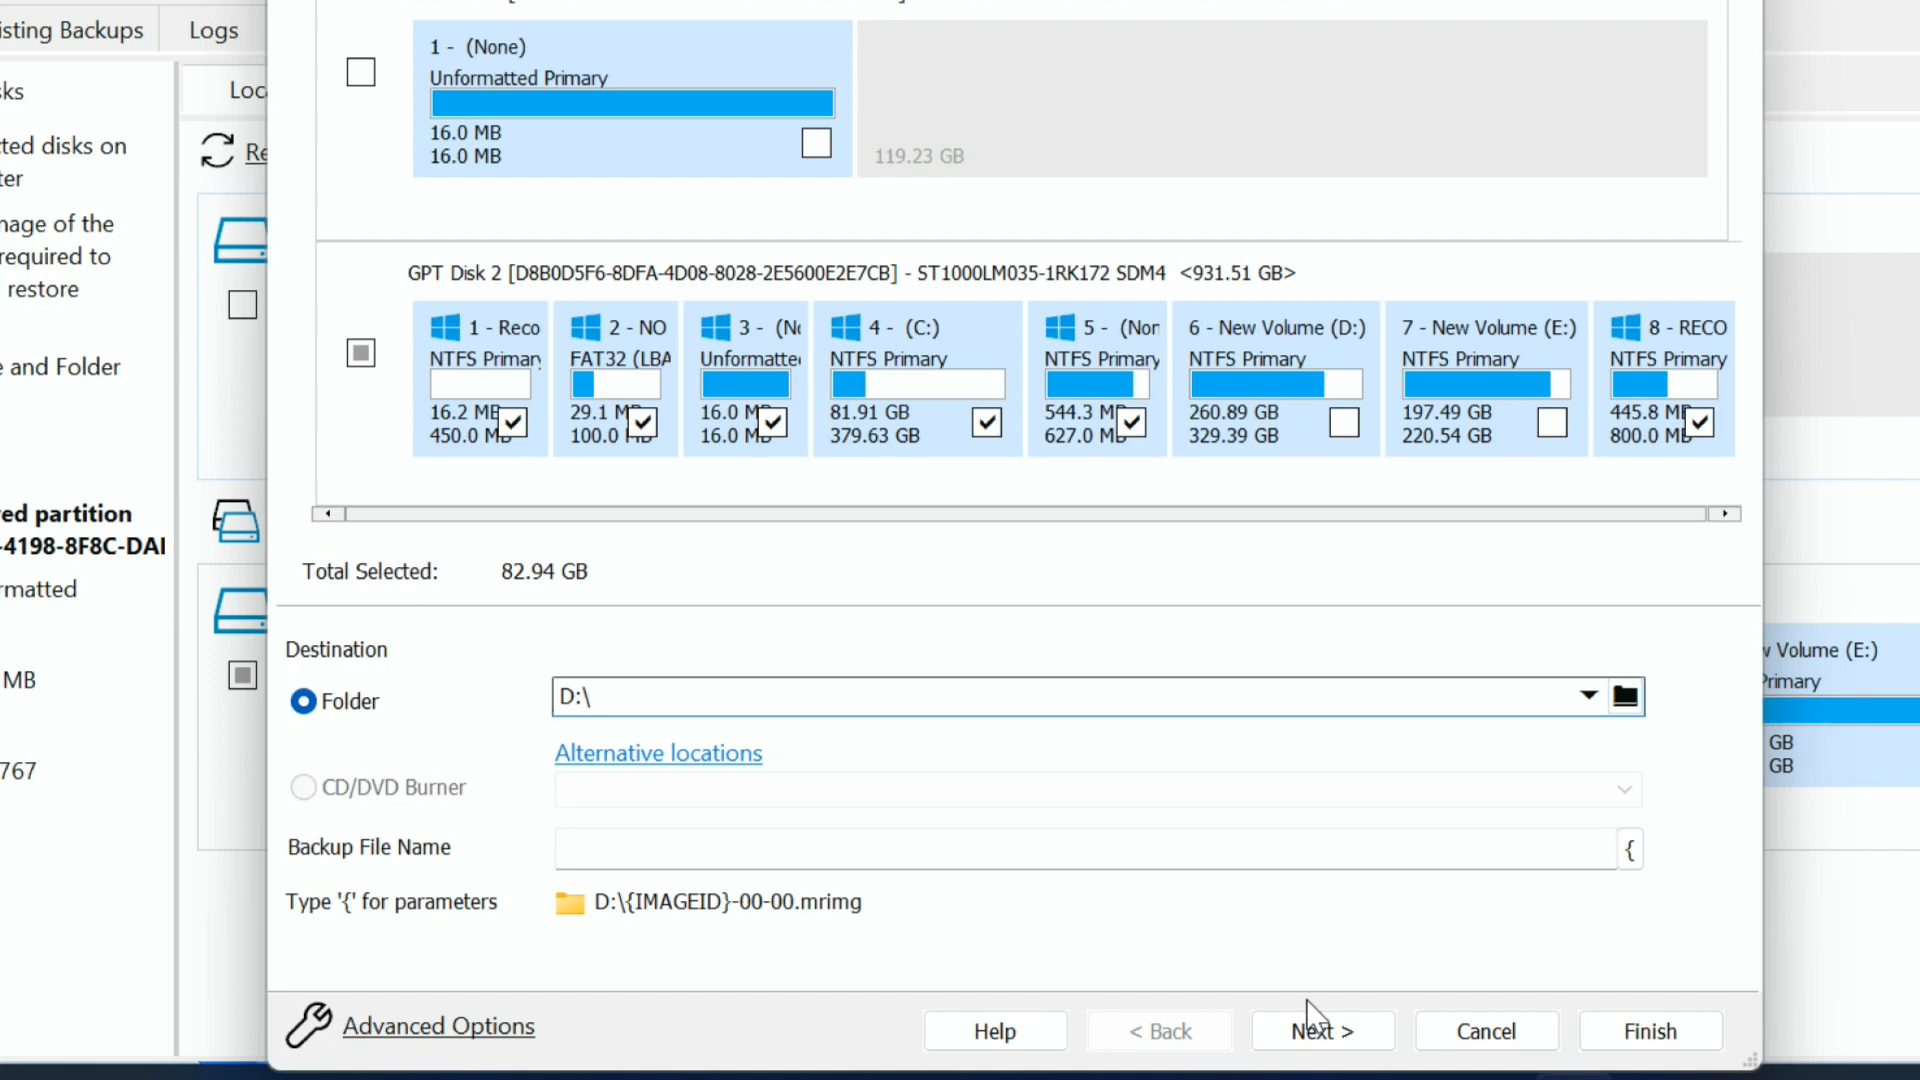 isting Backups
Logs
ks
Loca
ted disks on
ter
Re
nage of the
required to
restore
e and Folder
ed partition
-4198-8F8C-DAI
rmatted
MB
767
1 - (None)
Unformatted Primary
16.0 MB
16.0 MB
119.23 GB
GPT Disk 2 [D8B0D5F6-8DFA-4D08-8028-2E5600E2E7CB] - ST1000LM035-1RK172 SDM4 <931.51 GB>
1 - Reco
NTFS Primary
16.2 MB
450.0 MB
2 - NO
FAT32 (LBA
29.1 MB
100.0 MB
3 - (No
Unformatte
16.0 MB
16.0 MB
4 - (C:)
NTFS Primary
81.91 GB
379.63 GB
5 - (Non
NTFS Primary
544.3 MB
627.0 MB
6 - New Volume (D:)
NTFS Primary
260.89 GB
329.39 GB
7 - New Volume (E:)
NTFS Primary
197.49 GB
220.54 GB
8 - RECO
NTFS Primary
445.8 MB
800.0 MB
Total Selected: 82.94 GB
Destination
Folder
D:\
Alternative locations
CD/DVD Burner
Backup File Name
{
Type '{' for parameters
D:\{IMAGEID}-00-00.mrimg
Advanced Options
Help
< Back
Next >
Cancel
Finish
w Volume (E:)
Primary
GB
GB